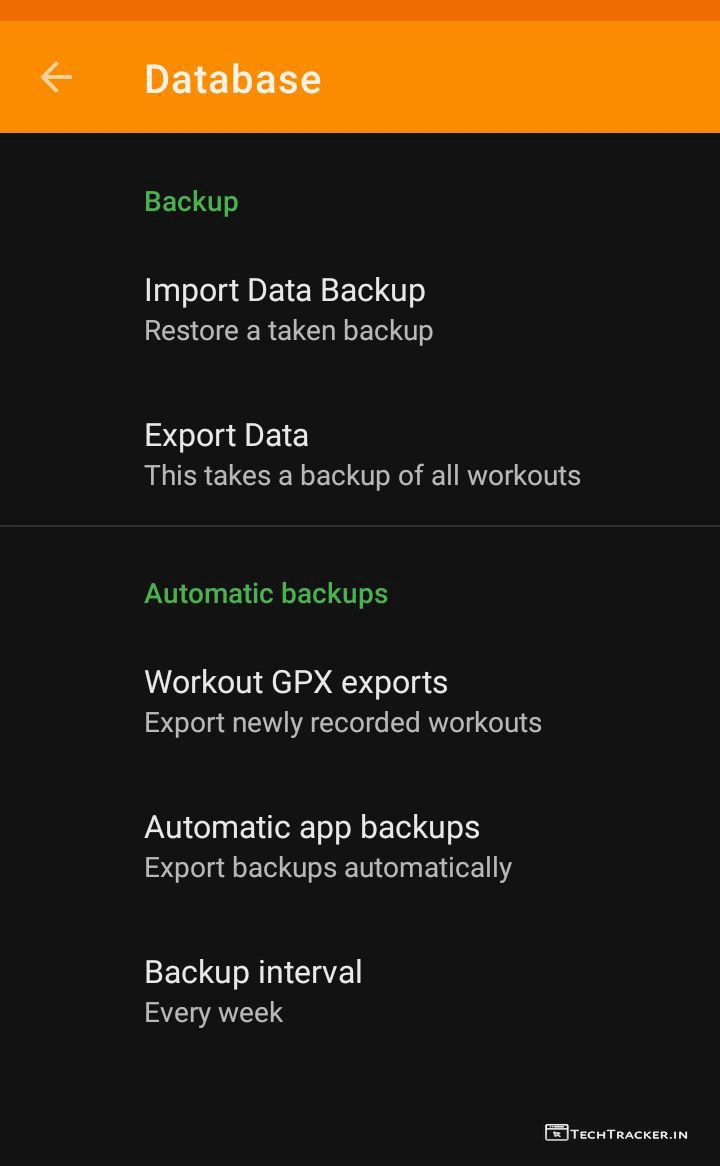 Database
Backup
Import Data Backup
Restore a taken backup
Export Data
This takes a backup of all workouts
Automatic backups
Workout GPX exports
Export newly recorded workouts
Automatic app backups
Export backups automatically
Backup interval
Every week
TECHTRACKER.IN